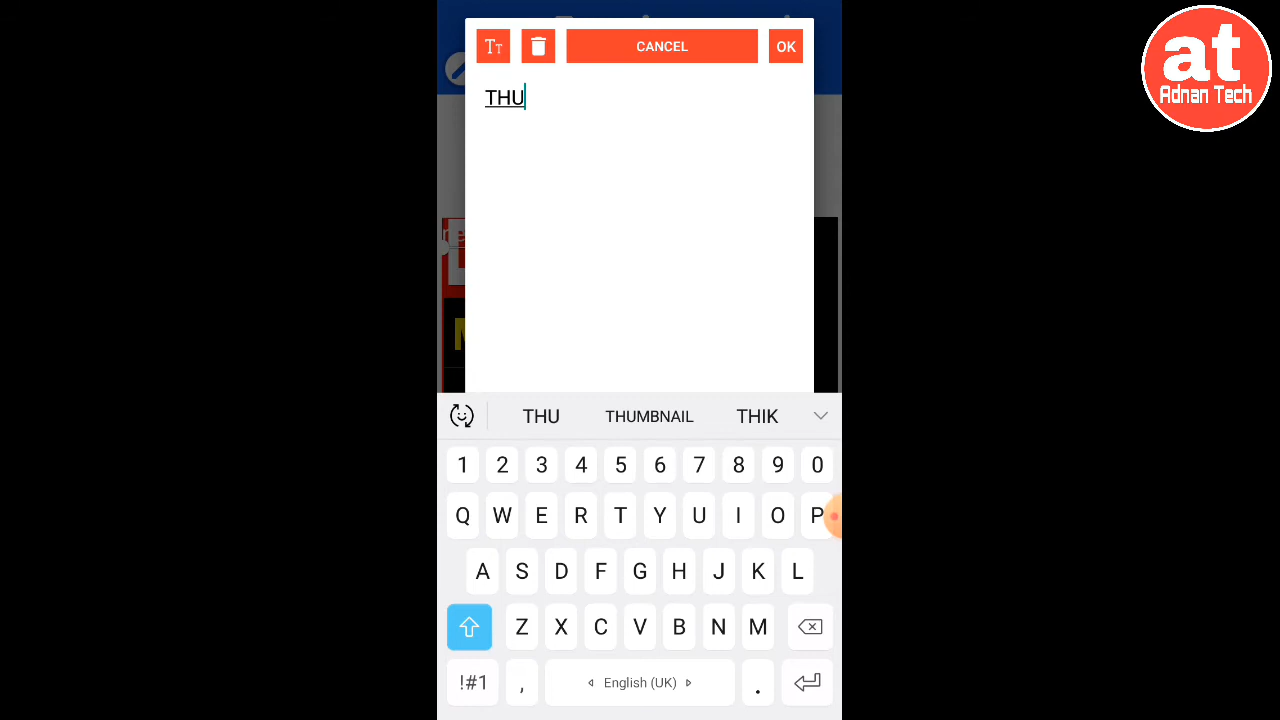 at
Adnan Tech
TT CANCEL OK
THU
THU THUMBNAIL THIK
1 2 3 4 5 6 7 8 9 0
Q W E R T Y U I O P
A S D F G H J K L
Z X C V B N M
!#1 , English (UK) .